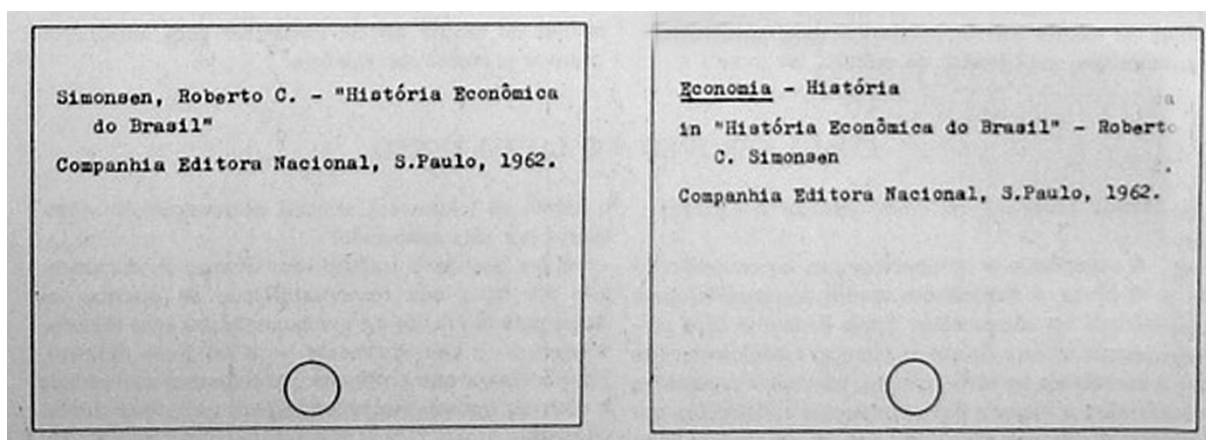 Simonsen, Roberto C. - "História Econômica
do Brasil"
Companhia Editora Nacional, S.Paulo, 1962.
Economia - História
in "História Econômica do Brasil" - Roberto
C. Simonsen
Companhia Editora Nacional, S.Paulo, 1962.